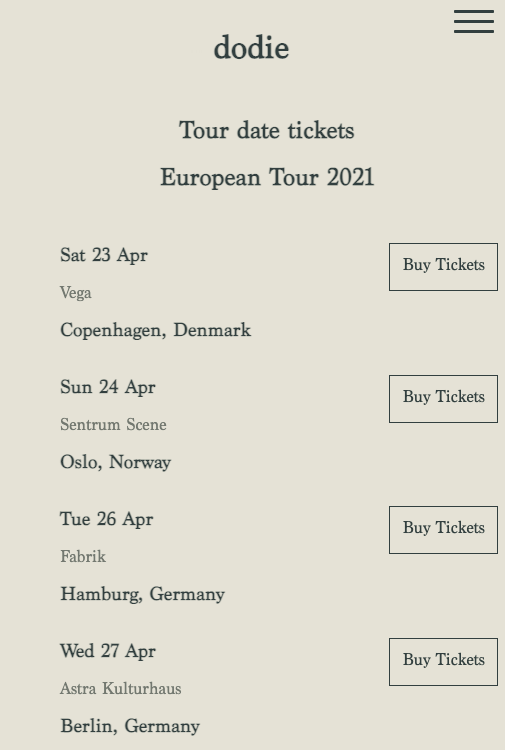 dodie
Tour date tickets
European Tour 2021
Sat 23 Apr
Buy Tickets
Vega
Copenhagen, Denmark
Sun 24 Apr
Buy Tickets
Sentrum Scene
Oslo, Norway
Tue 26 Apr
Buy Tickets
Fabrik
Hamburg, Germany
Wed 27 Apr
Buy Tickets
Astra Kulturhaus
Berlin, Germany